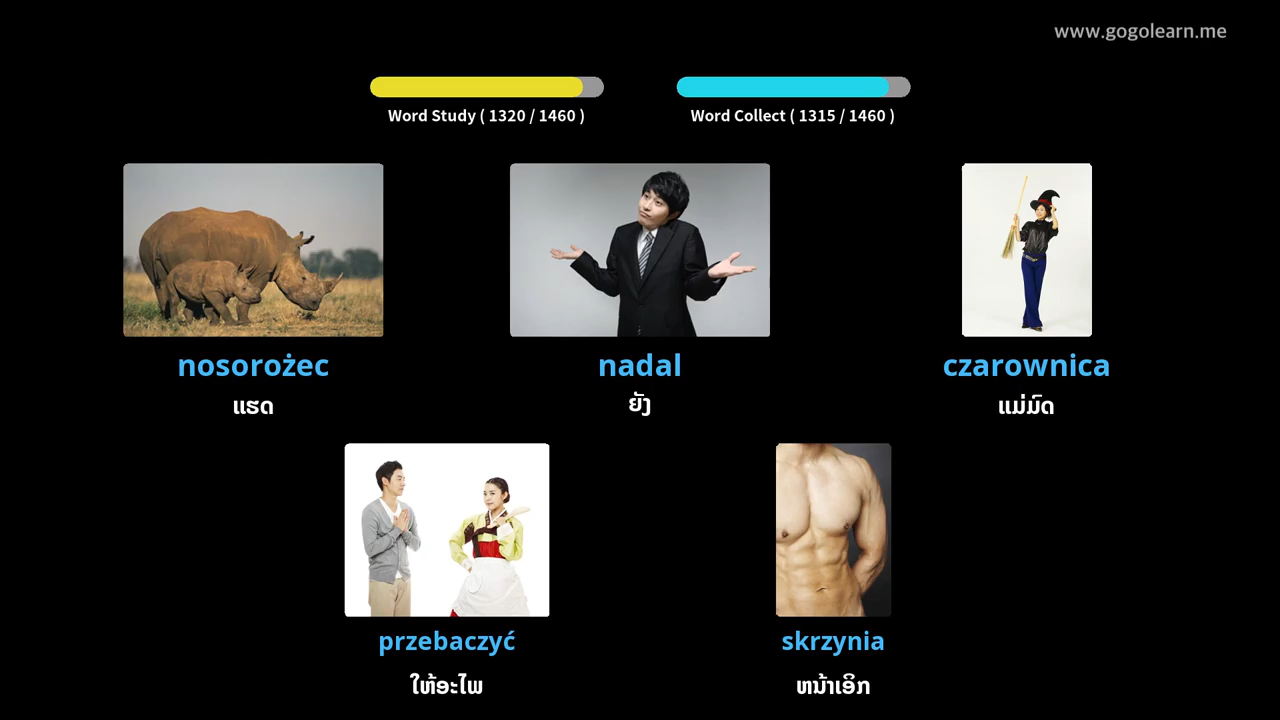 www.gogolearn.me
Word Study ( 1320 / 1460 )
Word Collect ( 1315 / 1460 )
nosorożec
nadal
czarownica
ແຮດ
ຍັງ
ແມ່ມົດ
przebaczyć
skrzynia
ໃຫ້ອະໄພ
ຫນ້າເອິກ